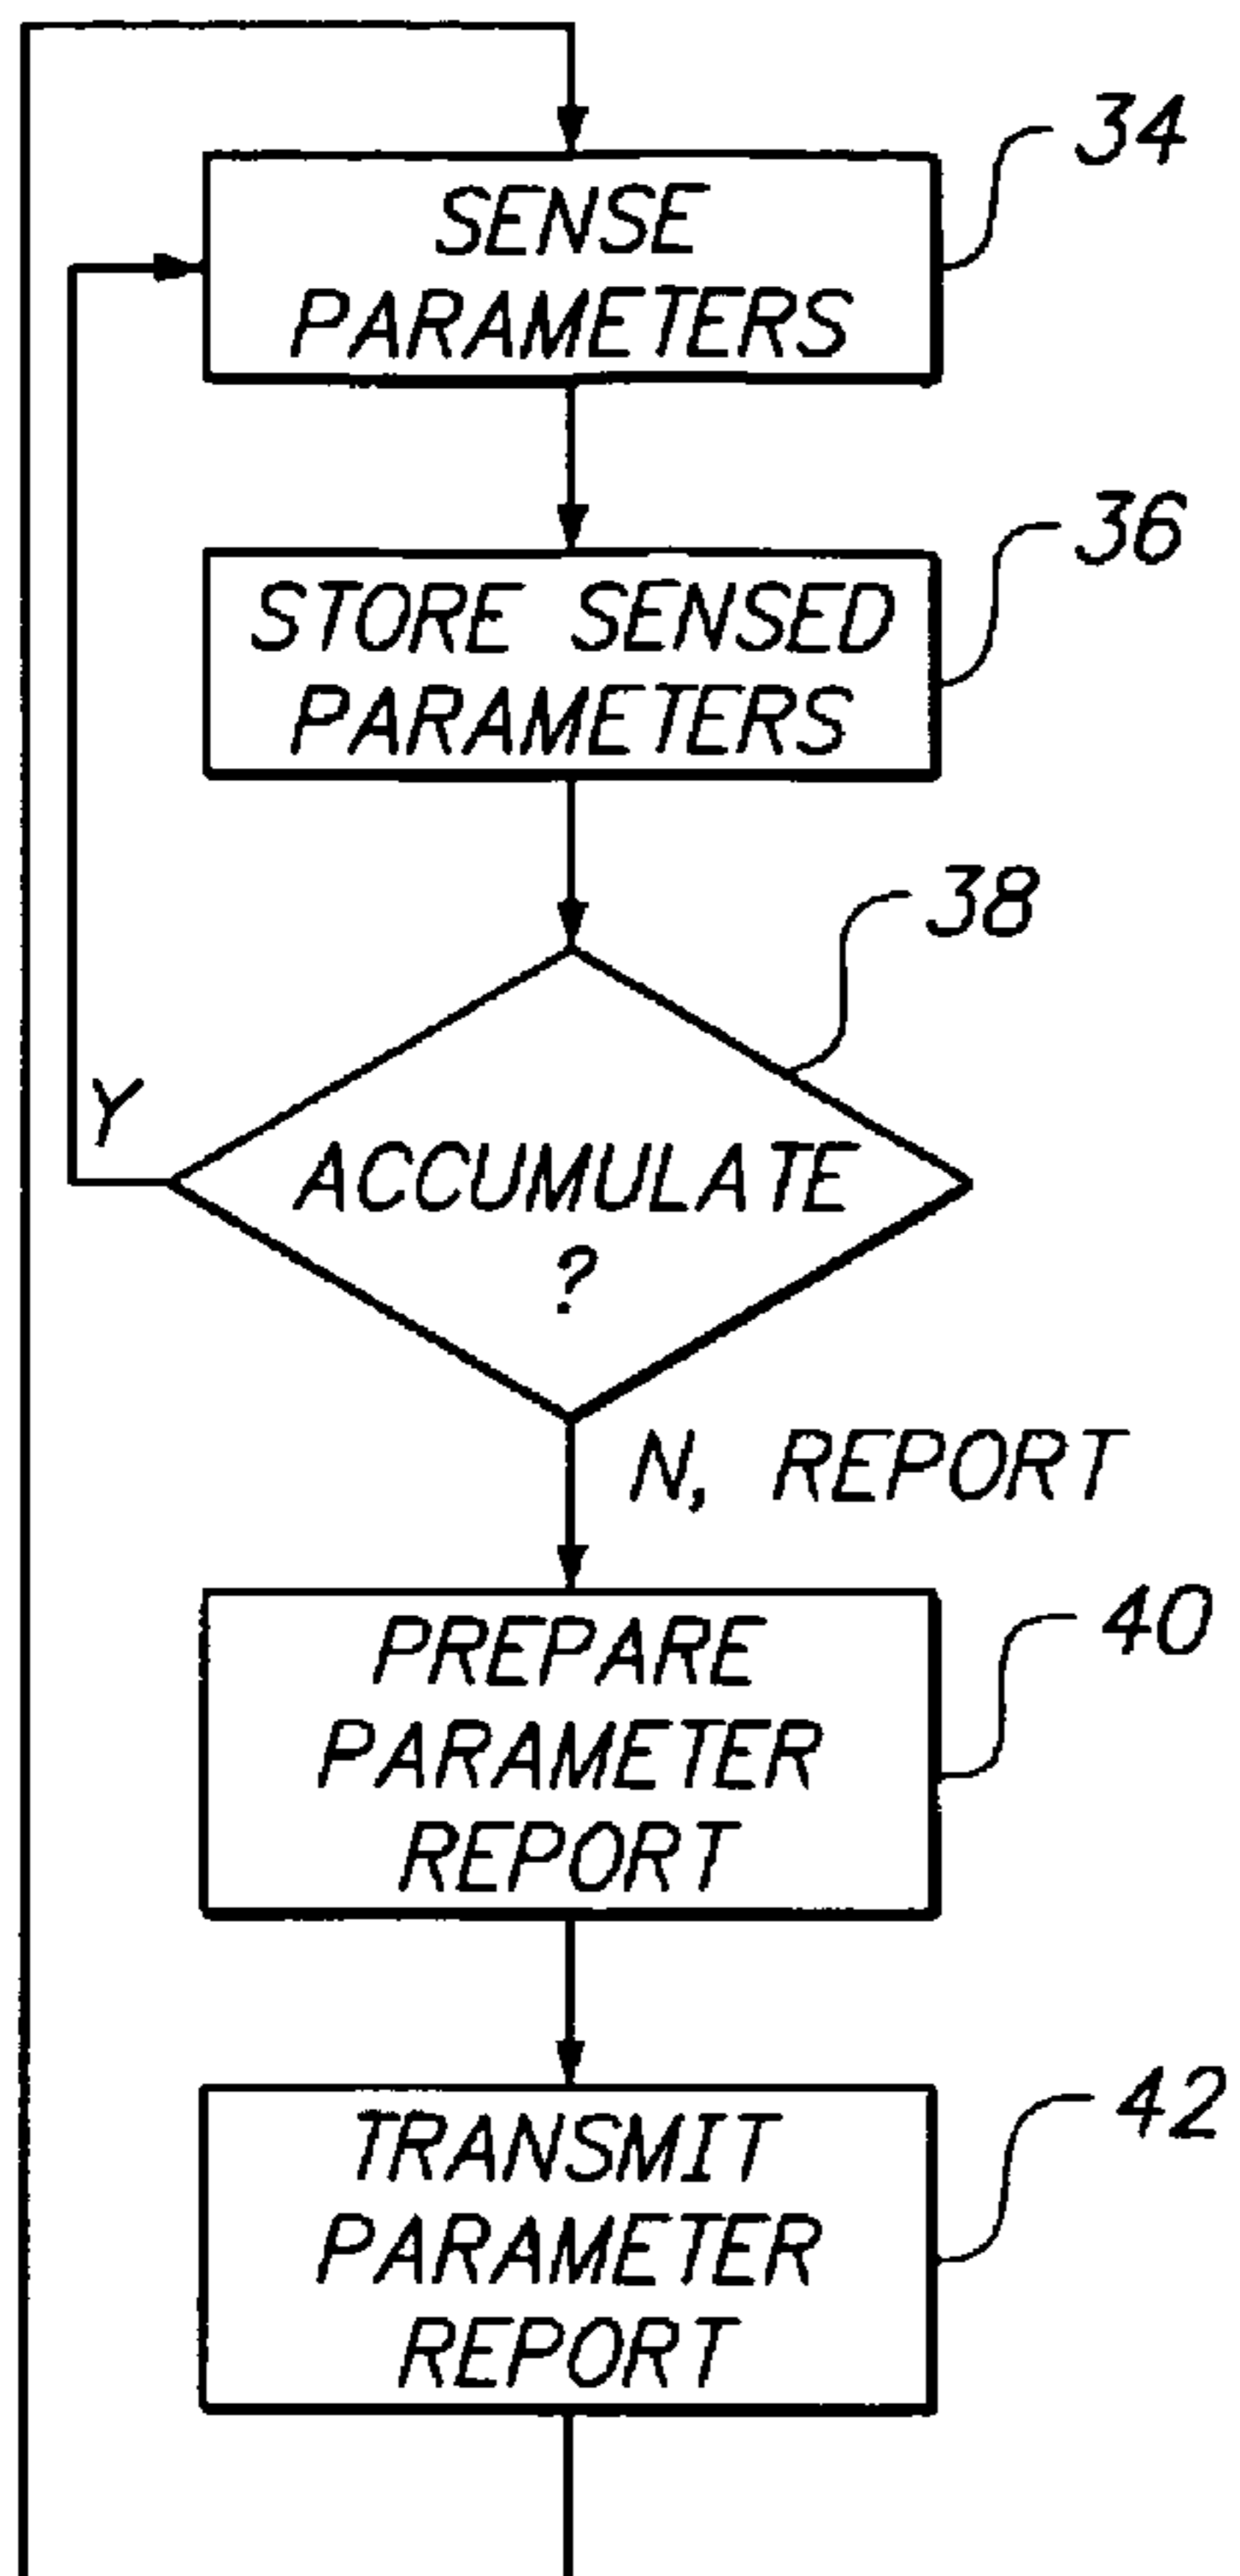 34
SENSE
PARAMETERS
36
STORE SENSED
PARAMETERS
38
Y
ACCUMULATE
?
N, REPORT
40
PREPARE
PARAMETER
REPORT
42
TRANSMIT
PARAMETER
REPORT